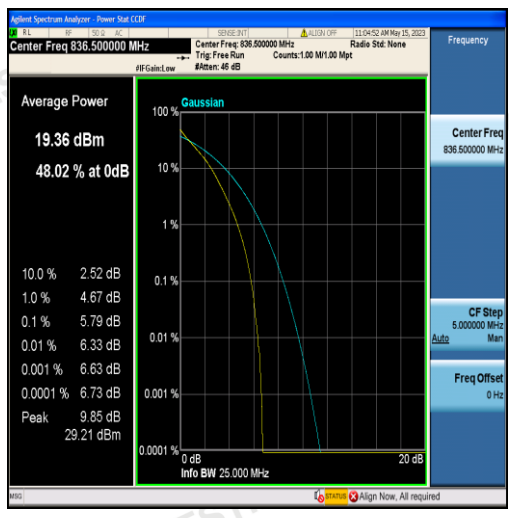 Agilent Spectrum Analyzer - Power Stat CCDF
RL RF 50 Ω AC SENSE:INT ALIGN OFF 11:04:52 AM May 15, 2023
Center Freq 836.500000 MHz
Center Freq: 836.500000 MHz Radio Std: None
Trig: Free Run Counts:1.00 M/1.00 Mpt
#IFGain:Low #Atten: 46 dB
Frequency
Average Power
19.36 dBm
48.02 % at 0dB
10.0 % 2.52 dB
1.0 % 4.67 dB
0.1 % 5.79 dB
0.01 % 6.33 dB
0.001 % 6.63 dB
0.0001 % 6.73 dB
Peak 9.85 dB
29.21 dBm
Gaussian
100 %
10 %
1 %
0.1 %
0.01 %
0.001 %
0.0001 %
0 dB 20 dB
Info BW 25.000 MHz
Center Freq
836.500000 MHz
CF Step
5.000000 MHz
Auto Man
Freq Offset
0 Hz
MSG STATUS Align Now, All required